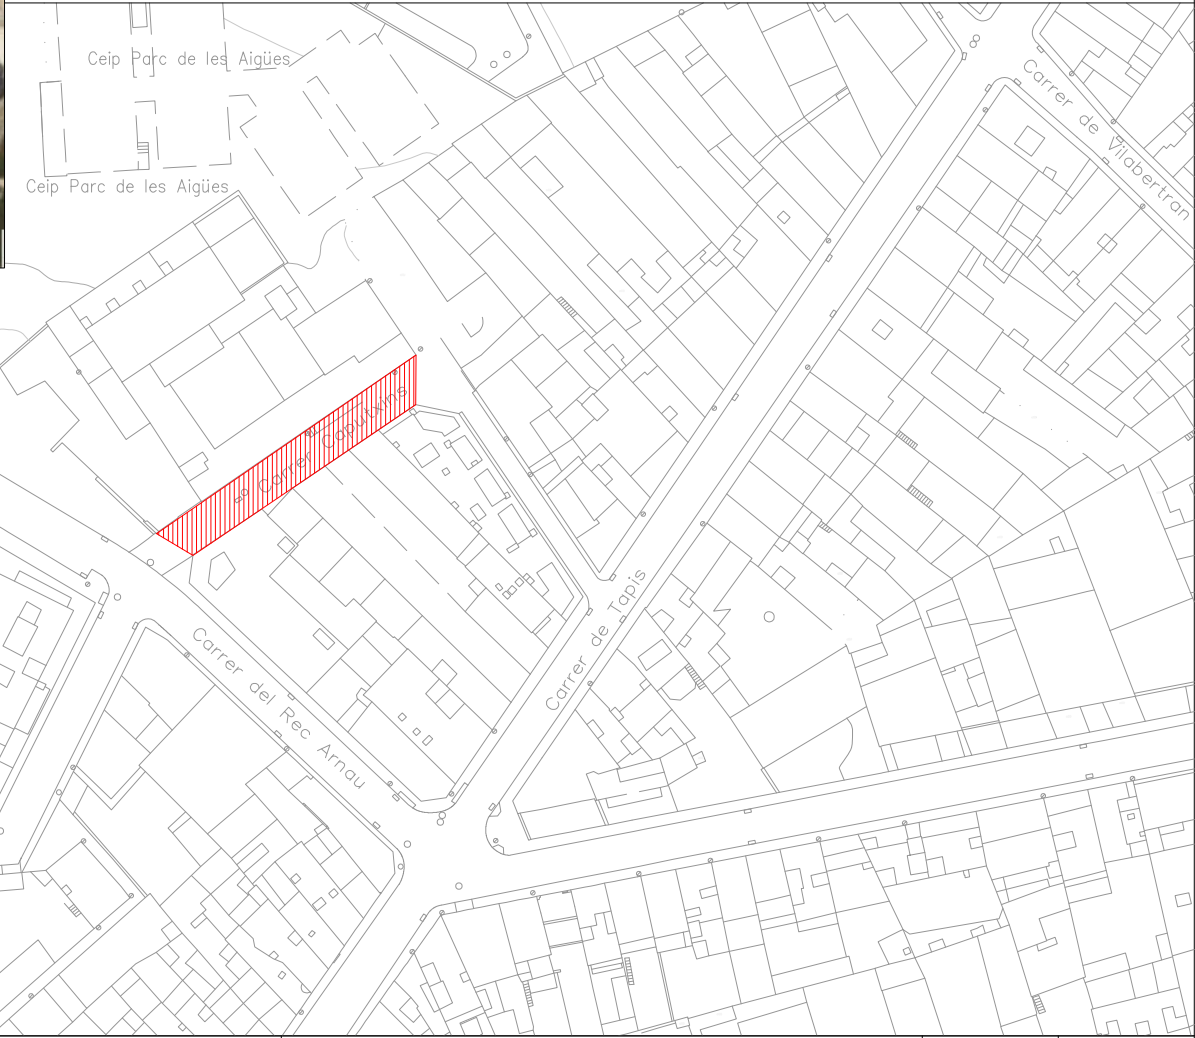 Ceip Parc de les Aigües
Carrer de Vilabertran
Ceip Parc de les Aigües
Carrer Caputxins
Carrer de Tapis
Carrer del Rec Arnau